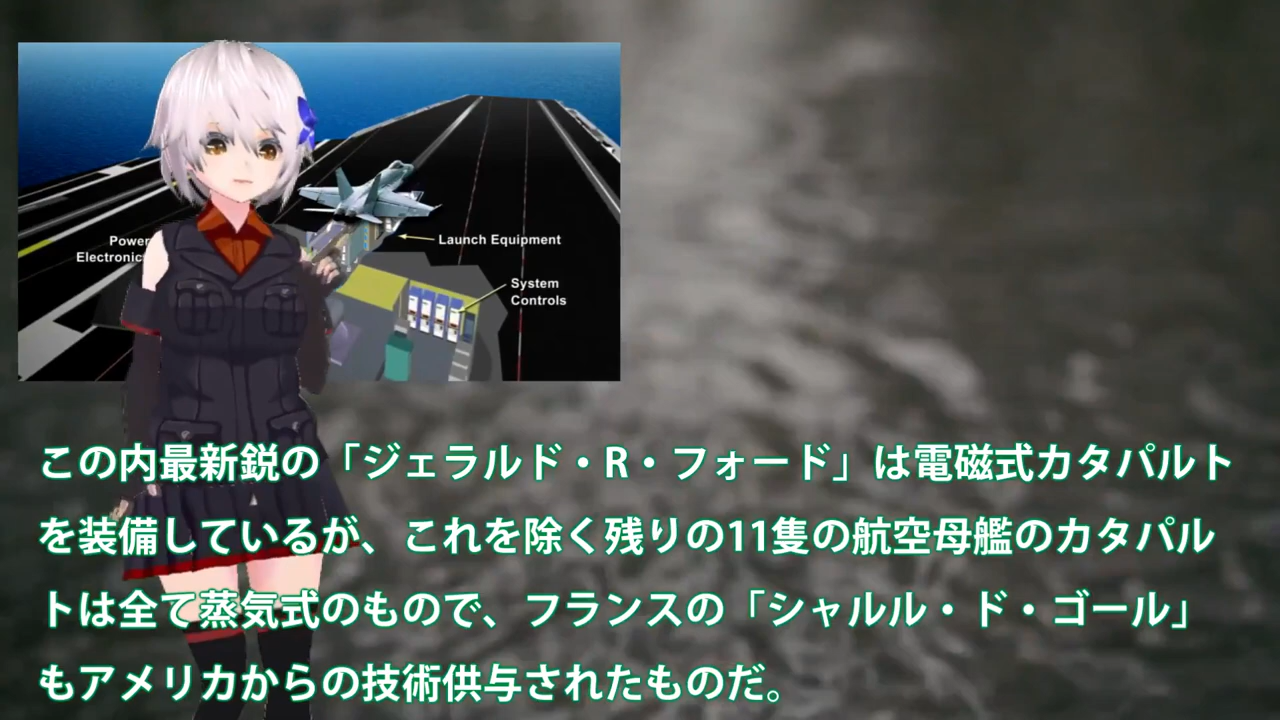 Power
Electronic
Launch Equipment
System
Controls
この内最新鋭の「ジェラルド・R・フォード」は電磁式カタパルト
を装備しているが、これを除く残りの11隻の航空母艦のカタパル
トは全て蒸気式のもので、フランスの「シャルル・ド・ゴール」
もアメリカからの技術供与されたものだ。